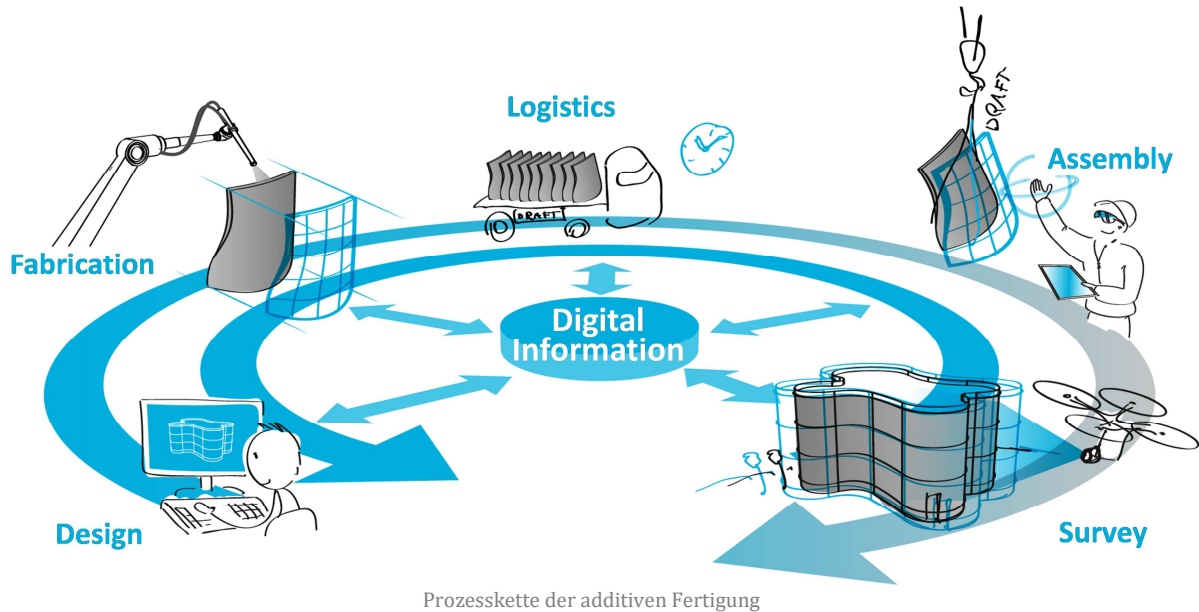 Logistics
DRAFT
Assembly
Fabrication
DRAFT
Digital
Information
Design
Survey
Prozesskette der additiven Fertigung